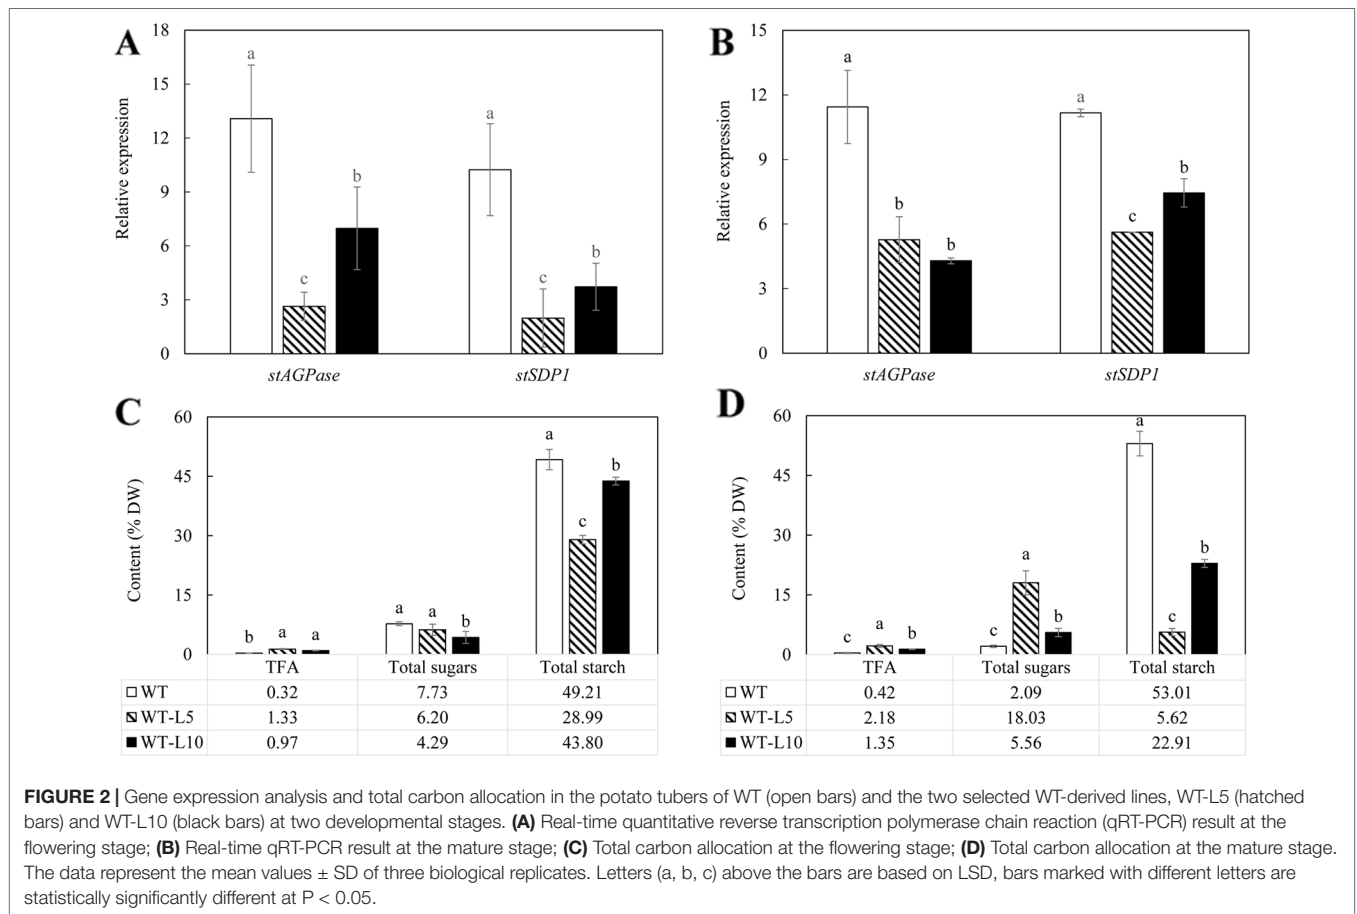 A
18
15
12
9
6
3
0
Relative expression
a
c
b
a
c
b
stAGPase
stSDP1
B
15
12
9
6
3
0
Relative expression
a
b
b
a
c
b
stAGPase
stSDP1
C
60
45
30
15
0
Content (% DW)
b
a
a
a
a
b
a
c
b
TFA Total sugars Total starch
WT 0.32 7.73 49.21
WT-L5 1.33 6.20 28.99
WT-L10 0.97 4.29 43.80
D
60
45
30
15
0
Content (% DW)
c
a
b
c
a
b
a
c
b
TFA Total sugars Total starch
WT 0.42 2.09 53.01
WT-L5 2.18 18.03 5.62
WT-L10 1.35 5.56 22.91
FIGURE 2 | Gene expression analysis and total carbon allocation in the potato tubers of WT (open bars) and the two selected WT-derived lines, WT-L5 (hatched
bars) and WT-L10 (black bars) at two developmental stages. (A) Real-time quantitative reverse transcription polymerase chain reaction (qRT-PCR) result at the
flowering stage; (B) Real-time qRT-PCR result at the mature stage; (C) Total carbon allocation at the flowering stage; (D) Total carbon allocation at the mature stage.
The data represent the mean values ± SD of three biological replicates. Letters (a, b, c) above the bars are based on LSD, bars marked with different letters are
statistically significantly different at P < 0.05.